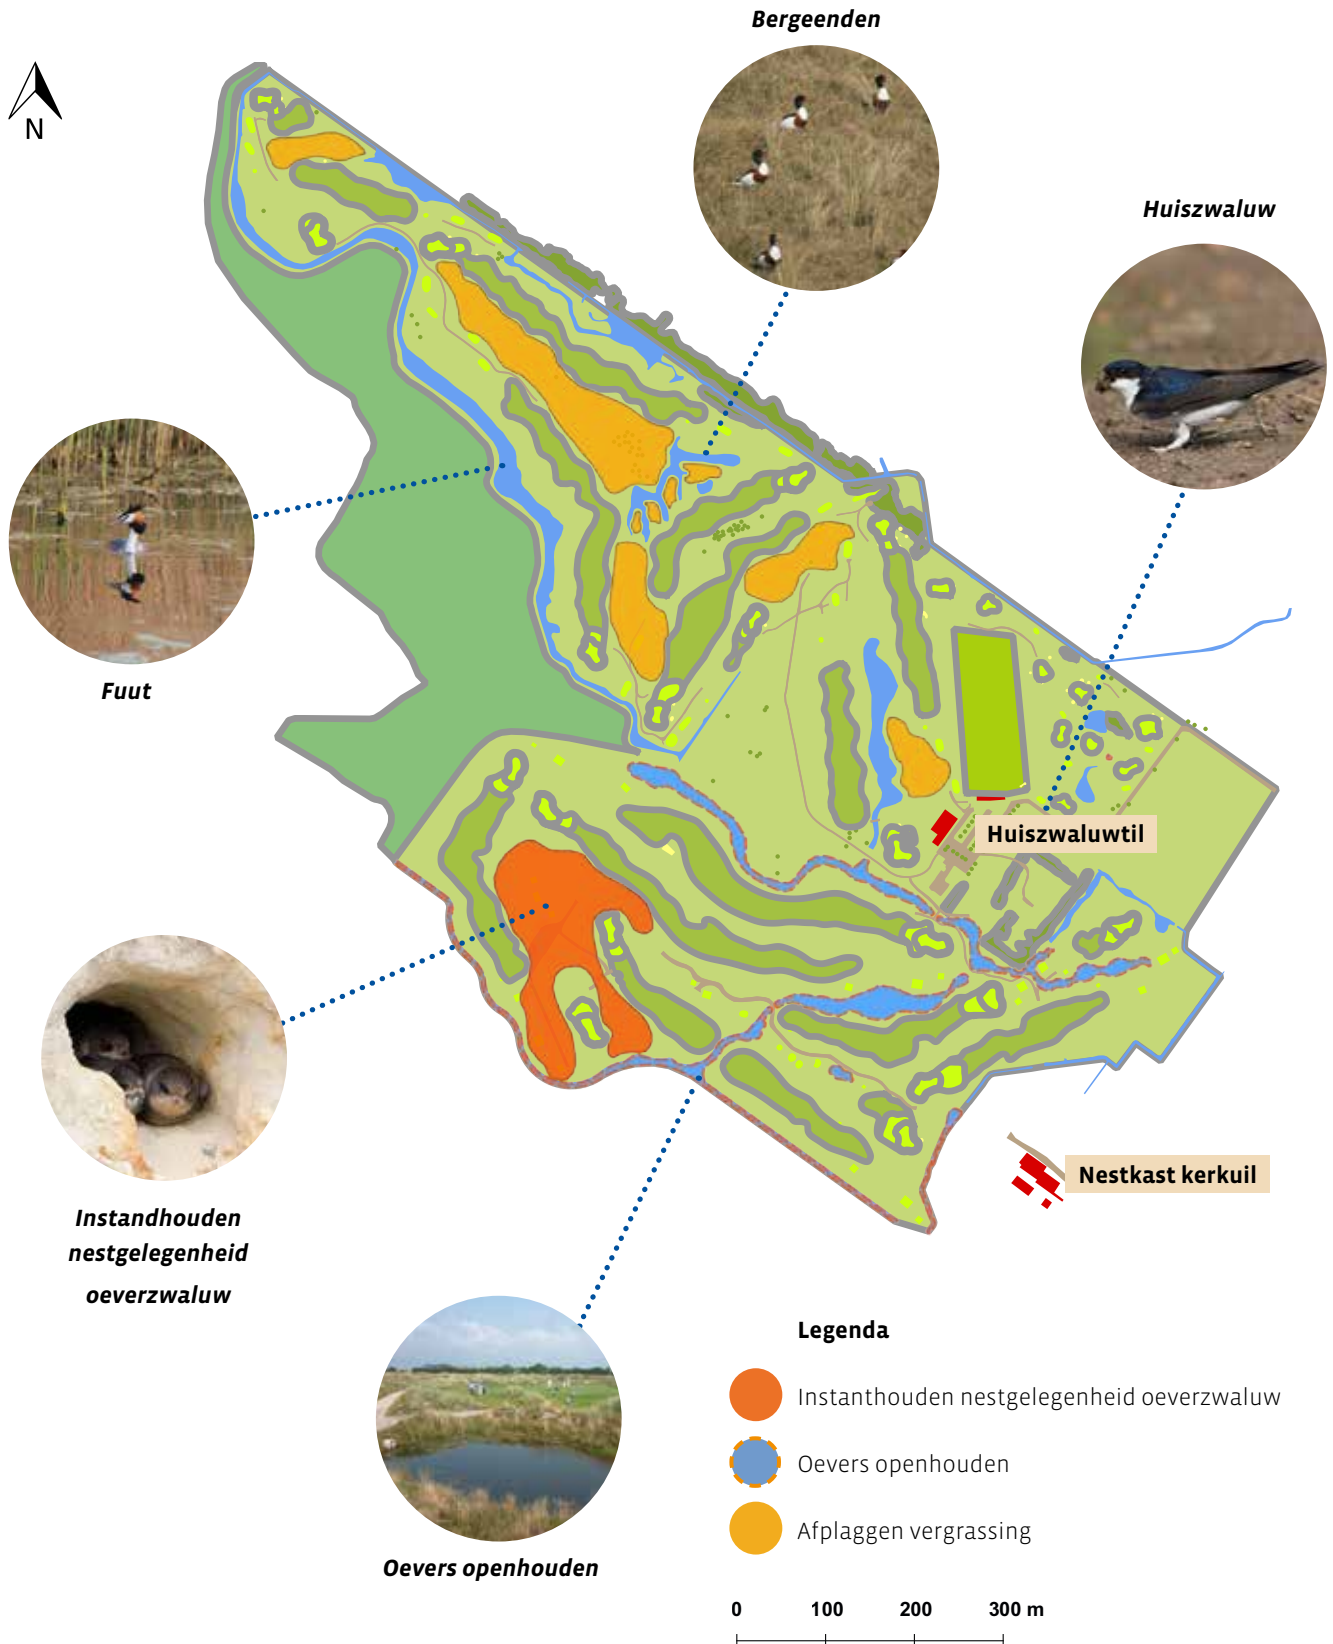 Bergeenden
N
Huiszwaluw
Fuut
Huiszwaluwtil
Nestkast kerkuil
Instandhouden
nestgelegenheid
oeverzwaluw
Legenda
Instanthouden nestgelegenheid oeverzwaluw
Oevers openhouden
Afplaggen vergrassing
Oevers openhouden
0 100 200 300 m